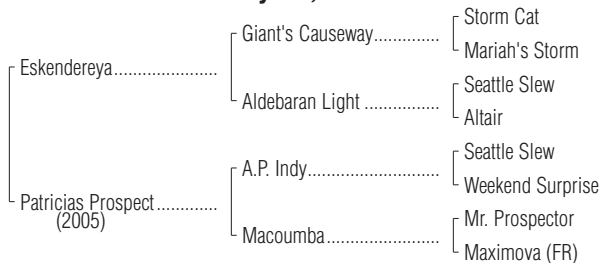 Storm Cat
Giant's Causeway..............
Mariah's Storm
Eskendereya......................
Seattle Slew
Aldebaran Light ................
Altair
Seattle Slew
A.P. Indy............................
Weekend Surprise
Patricias Prospect.............
(2005)
Mr. Prospector
Macoumba........................
Maximova (FR)